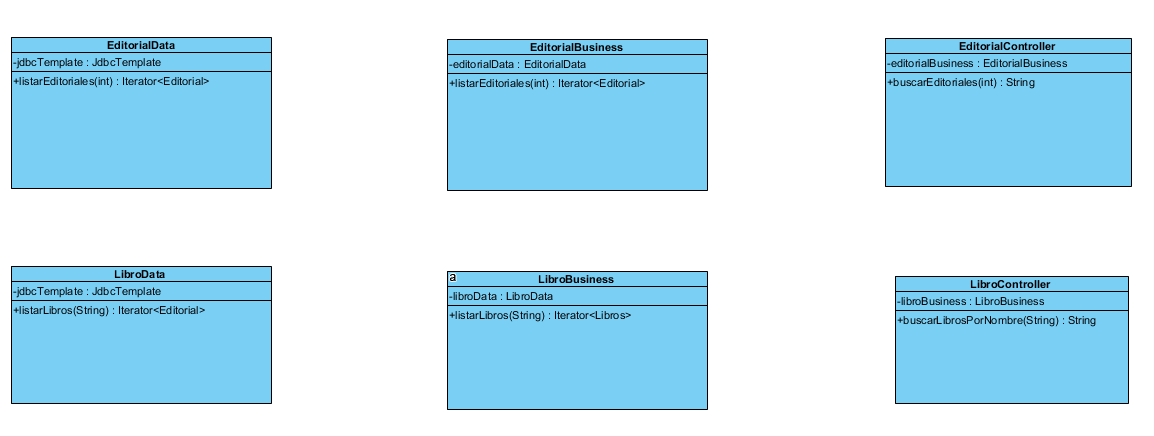 EditorialData
-jdbcTemplate : JdbcTemplate
+listarEditoriales(int) : Iterator<Editorial>
EditorialBusiness
-editorialData : EditorialData
+listarEditoriales(int) : Iterator<Editorial>
EditorialController
-editorialBusiness : EditorialBusiness
+buscarEditoriales(int) : String
LibroData
-jdbcTemplate : JdbcTemplate
+listarLibros(String) : Iterator<Editorial>
a
LibroBusiness
-libroData : LibroData
+listarLibros(String) : Iterator<Libros>
LibroController
-libroBusiness : LibroBusiness
+buscarLibrosPorNombre(String) : String